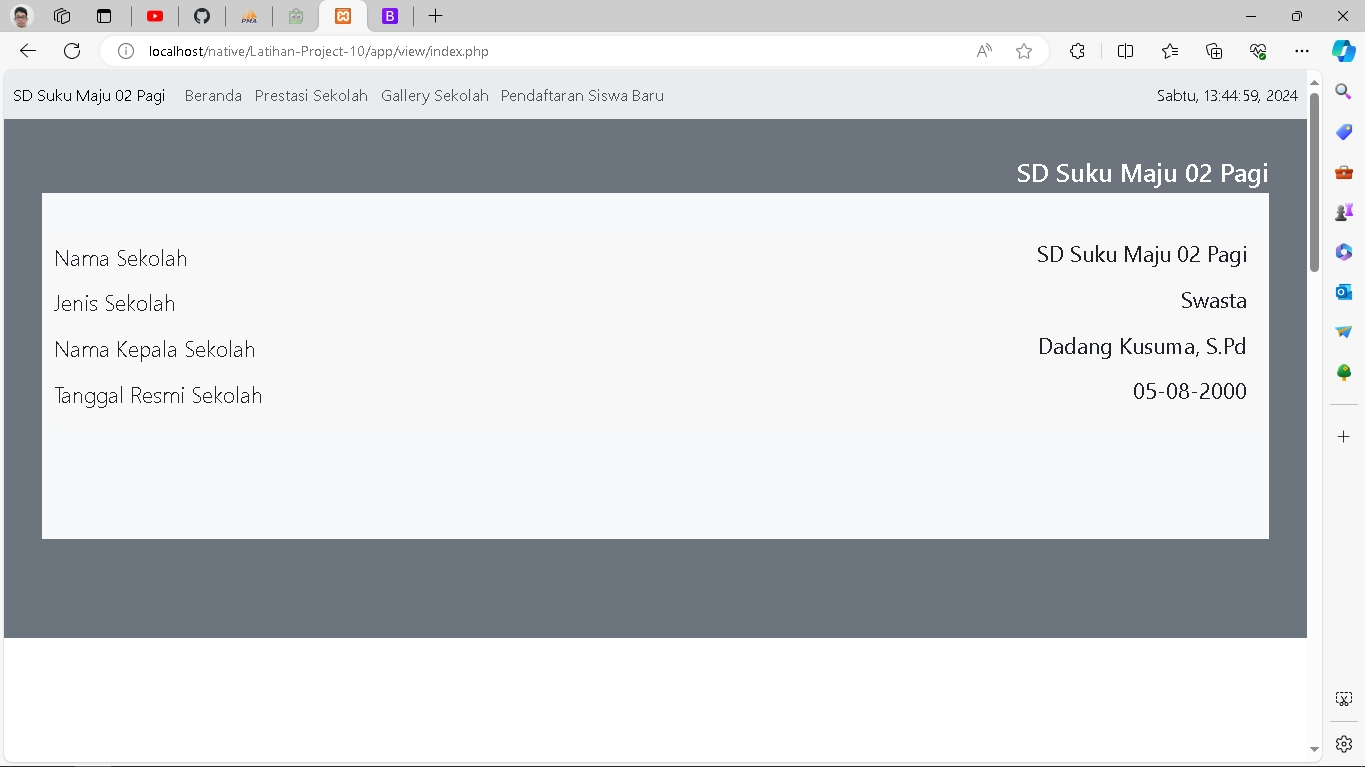 PMA
B
localhost/native/Latihan-Project-10/app/view/index.php
SD Suku Maju 02 Pagi Beranda Prestasi Sekolah Gallery Sekolah Pendaftaran Siswa Baru Sabtu, 13:44:59, 2024
SD Suku Maju 02 Pagi
Nama Sekolah SD Suku Maju 02 Pagi
Jenis Sekolah Swasta
Nama Kepala Sekolah Dadang Kusuma, S.Pd
Tanggal Resmi Sekolah 05-08-2000